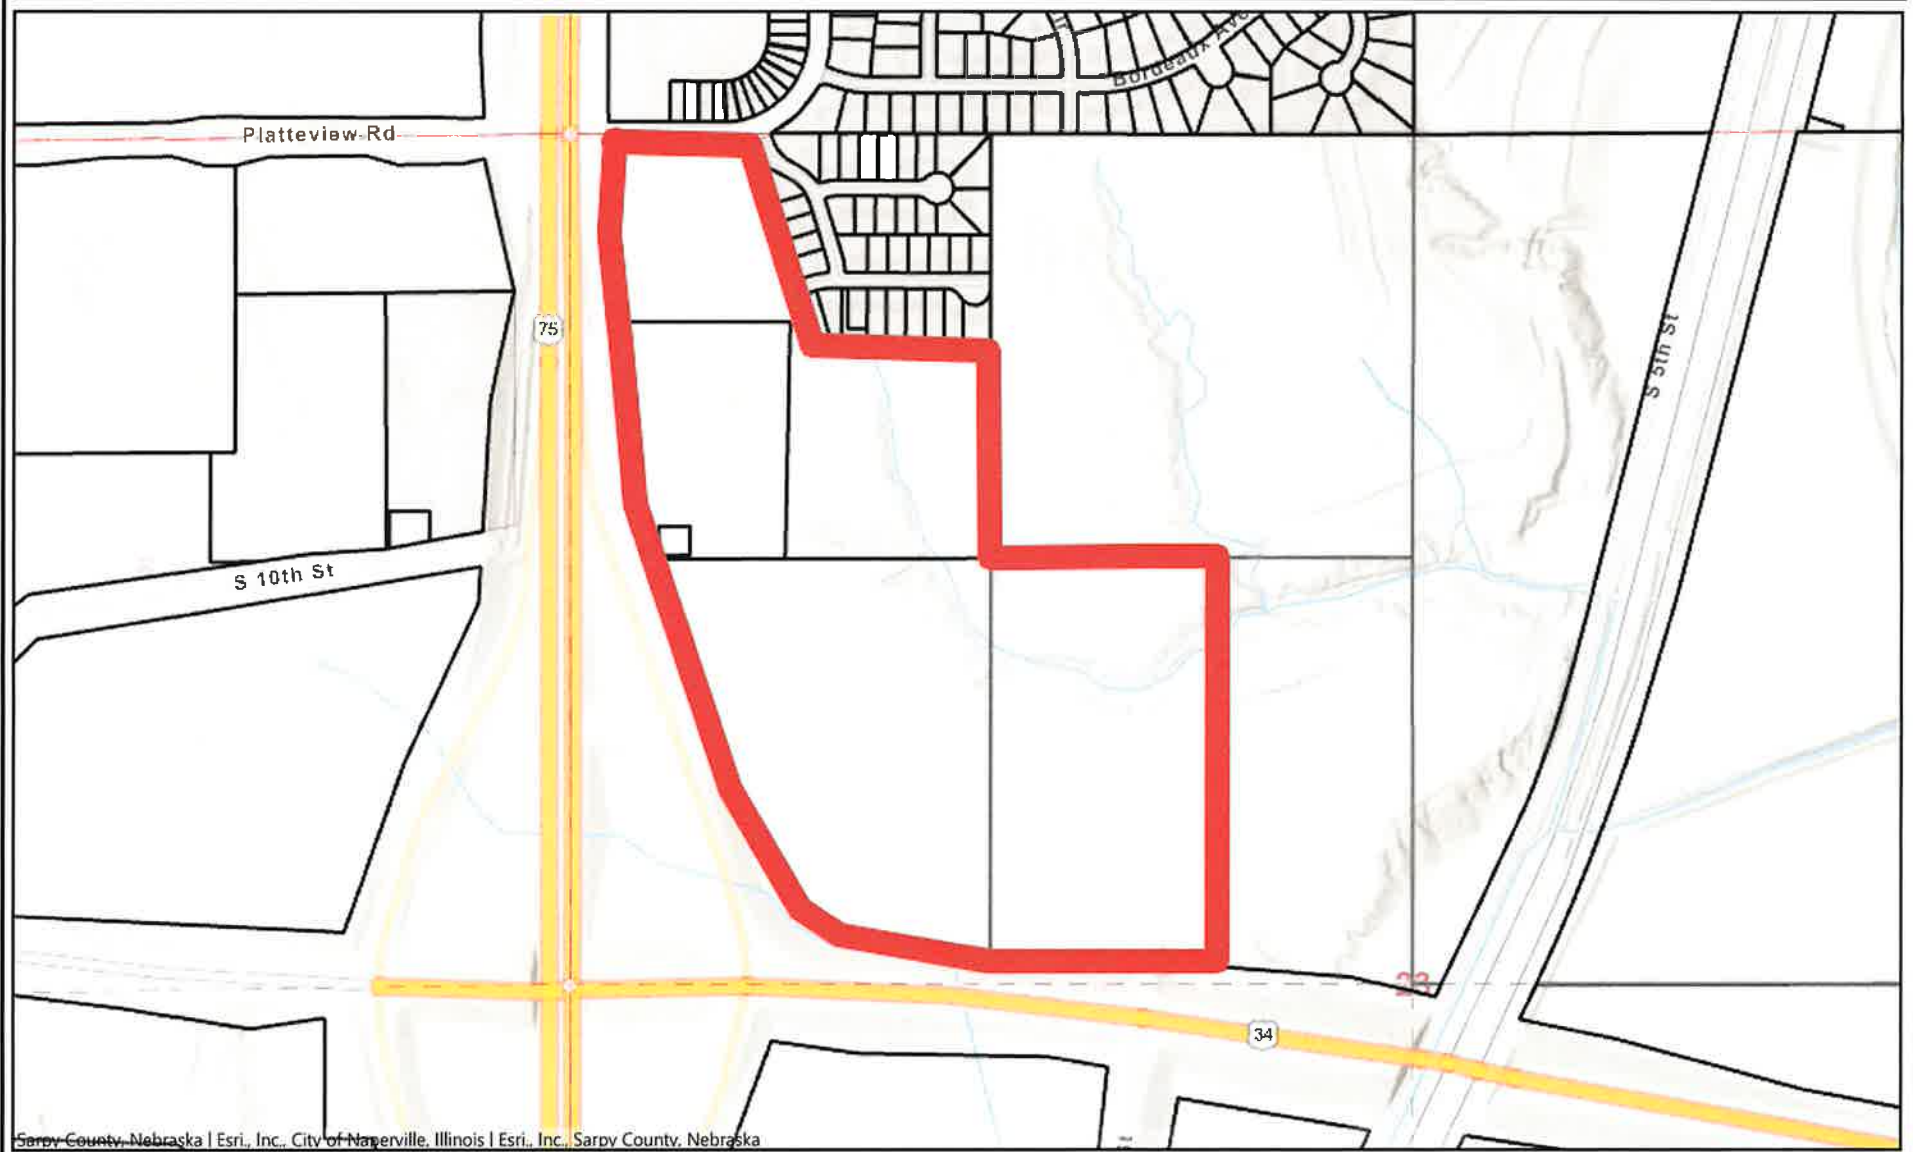 Bordeaux Ave
Platteview Rd
75
S 5th St
S 10th St
23
34
Sarpy County, Nebraska | Esri., Inc., City of Naperville, Illinois | Esri., Inc., Sarpy County, Nebraska